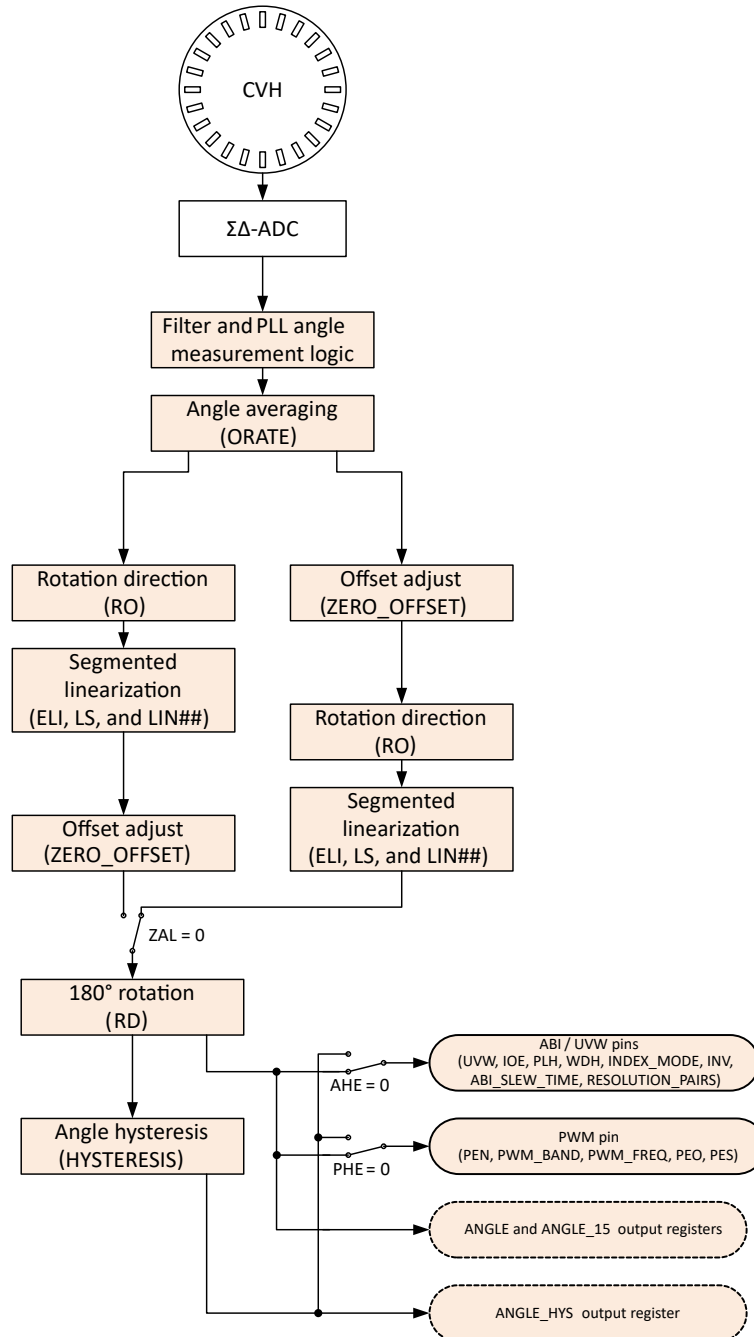 CVH
ΣΔ-ADC
Filter and PLL angle
measurement logic
Angle averaging
(ORATE)
Rotation direction
(RO)
Segmented
linearization
(ELI, LS, and LIN##)
Offset adjust
(ZERO_OFFSET)
Offset adjust
(ZERO_OFFSET)
Rotation direction
(RO)
Segmented
linearization
(ELI, LS, and LIN##)
ZAL = 0
180° rotation
(RD)
Angle hysteresis
(HYSTERESIS)
AHE = 0
ABI / UVW pins
(UVW, IOE, PLH, WDH, INDEX_MODE, INV,
ABI_SLEW_TIME, RESOLUTION_PAIRS)
PHE = 0
PWM pin
(PEN, PWM_BAND, PWM_FREQ, PEO, PES)
ANGLE and ANGLE_15 output registers
ANGLE_HYS output register